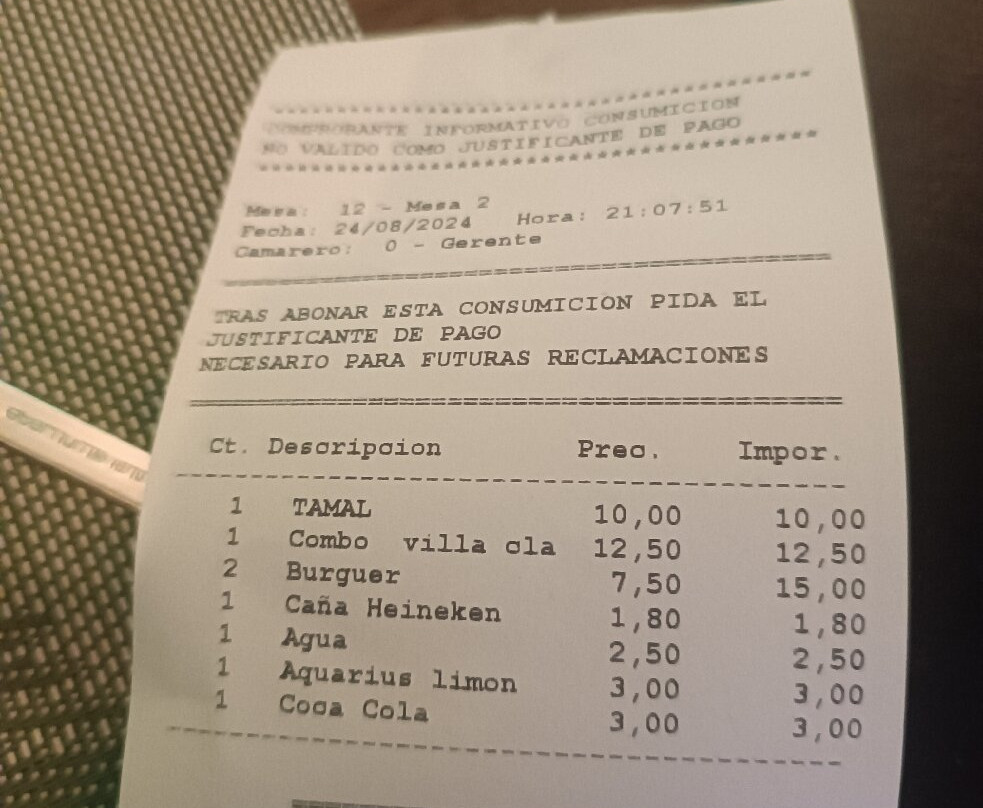 ****************************************
COMPROBANTE INFORMATIVO CONSUMICION
NO VALIDO COMO JUSTIFICANTE DE PAGO
****************************************
Mesa: 12 - Mesa 2
Fecha: 24/08/2024 Hora: 21:07:51
Camarero: 0 - Gerente
========================================
TRAS ABONAR ESTA CONSUMICION PIDA EL
JUSTIFICANTE DE PAGO
NECESARIO PARA FUTURAS RECLAMACIONES
========================================
Ct. Descripcion Prec. Impor.
----------------------------------------
1 TAMAL 10,00 10,00
1 Combo villa cla 12,50 12,50
2 Burguer 7,50 15,00
1 Caña Heineken 1,80 1,80
1 Agua 2,50 2,50
1 Aquarius limon 3,00 3,00
1 Coca Cola 3,00 3,00
----------------------------------------